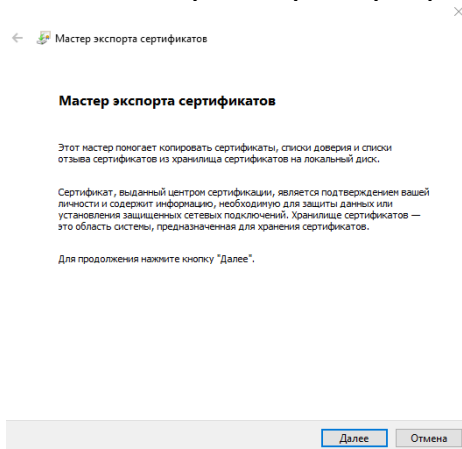 Мастер экспорта сертификатов
Мастер экспорта сертификатов
Этот мастер помогает копировать сертификаты, списки доверия и списки
отзыва сертификатов из хранилища сертификатов на локальный диск.
Сертификат, выданный центром сертификации, является подтверждением вашей
личности и содержит информацию, необходимую для защиты данных или
установления защищенных сетевых подключений. Хранилище сертификатов —
это область системы, предназначенная для хранения сертификатов.
Для продолжения нажмите кнопку "Далее".
Далее Отмена